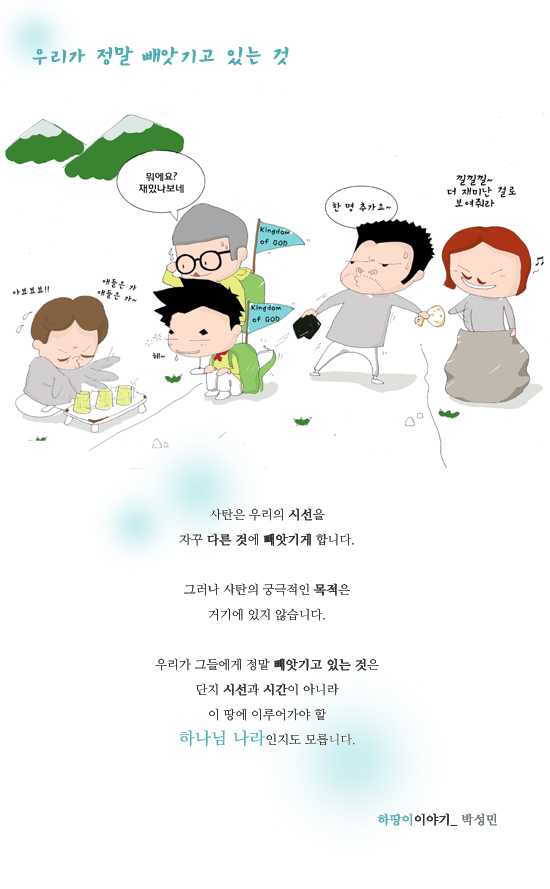 우리가 정말 빼앗기고 있는 것
뭐에요?
재밌나보네
Kingdom
of GOD
한 명 추가요~
낄낄낄~
더 재미난 걸로
보여줘라
아뵤뵤뵤!!
애들은 가
애들은 가~
Kingdom
of GOD
헤~
사탄은 우리의 시선을
자꾸 다른 것에 빼앗기게 합니다.
그러나 사탄의 궁극적인 목적은
거기에 있지 않습니다.
우리가 그들에게 정말 빼앗기고 있는 것은
단지 시선과 시간이 아니라
이 땅에 이루어가야 할
하나님 나라인지도 모릅니다.
하땅이이야기_ 박성민